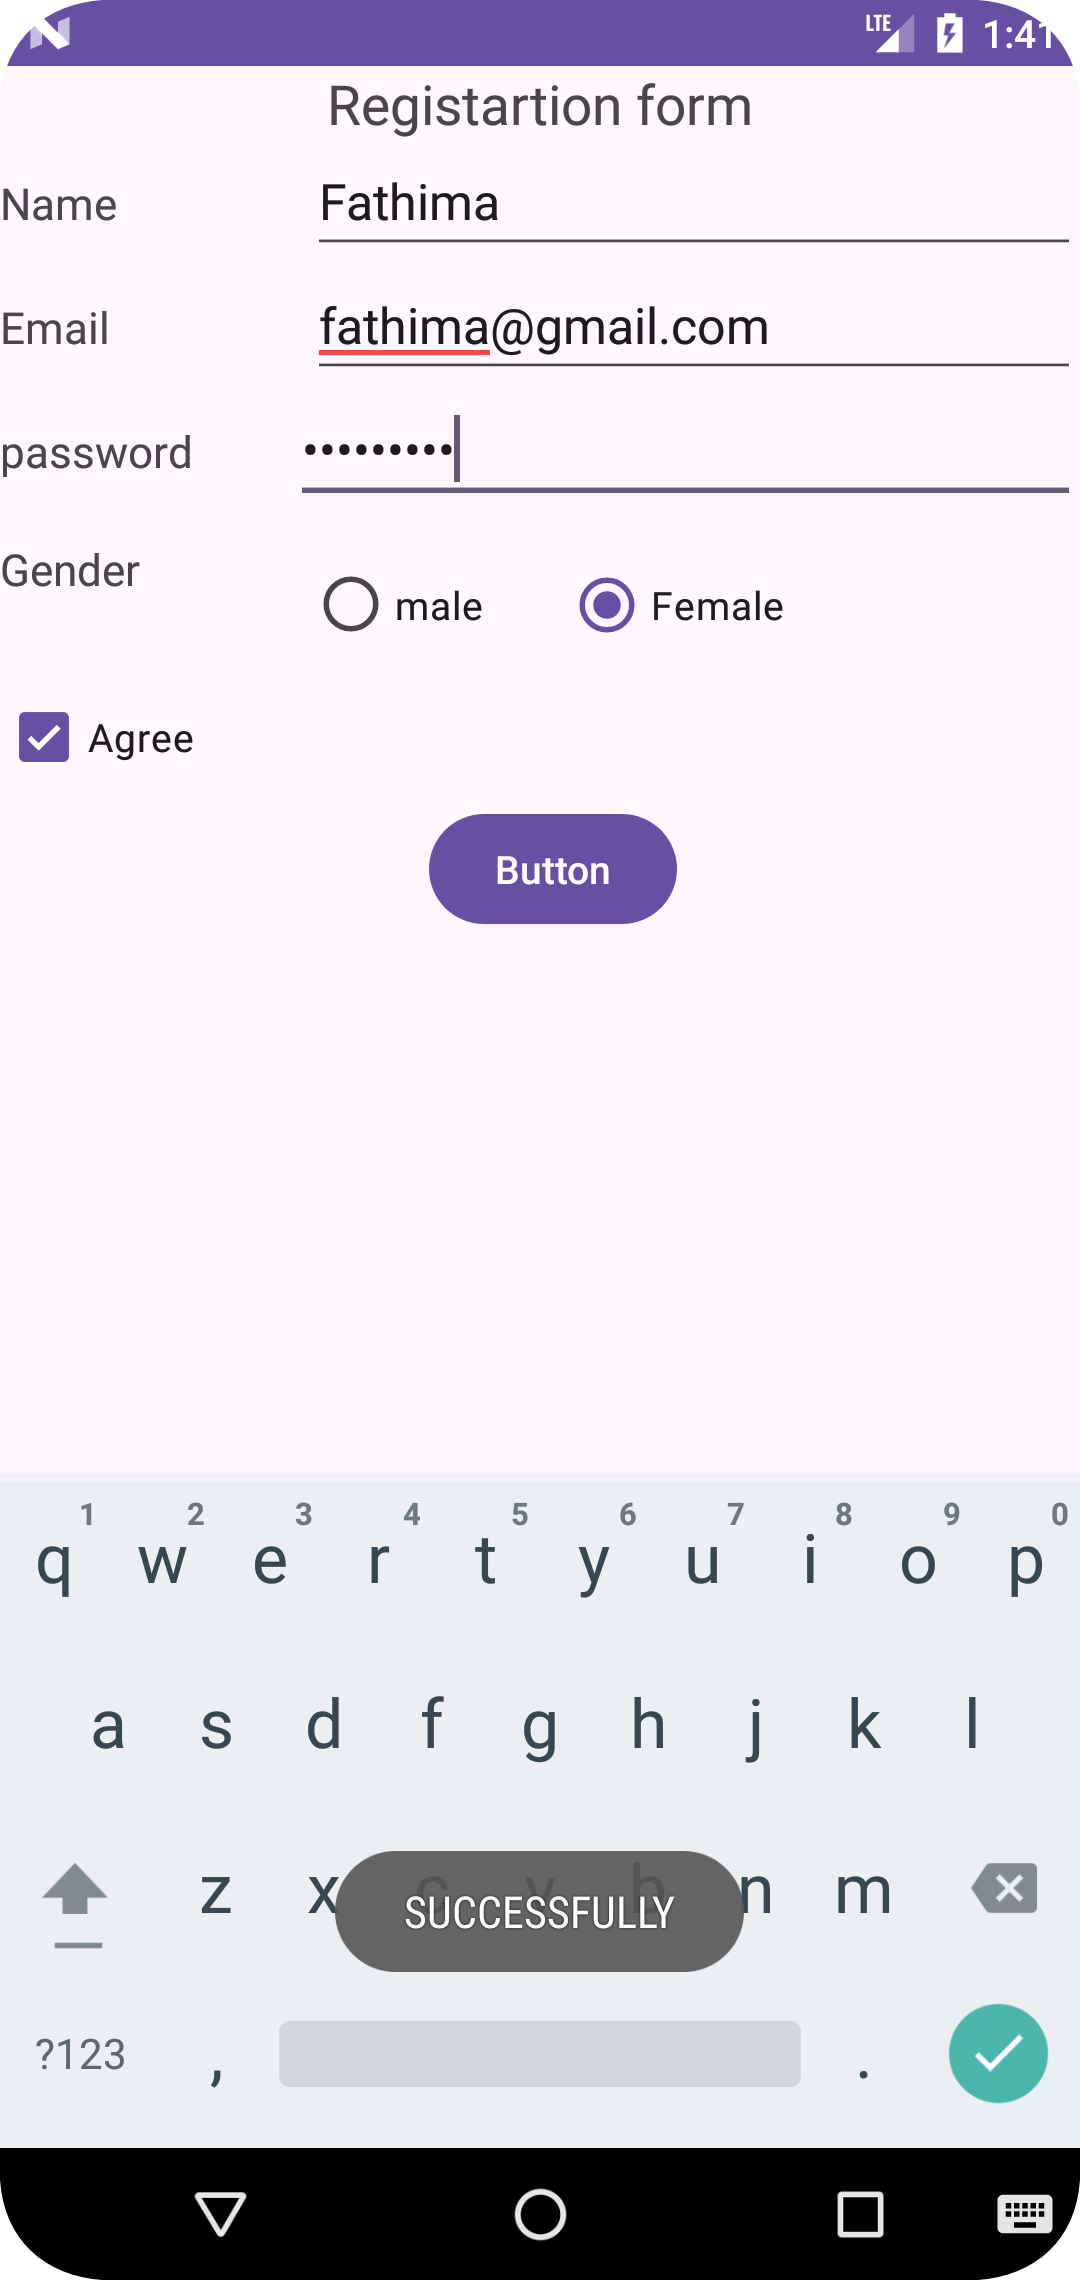 LTE 1:41
Registartion form
Name Fathima
Email fathima@gmail.com
password •••••••••
Gender
male Female
Agree
Button
1 2 3 4 5 6 7 8 9 0
q w e r t y u i o p
a s d f g h j k l
z x c v b n m
SUCCESSFULLY
?123 , .